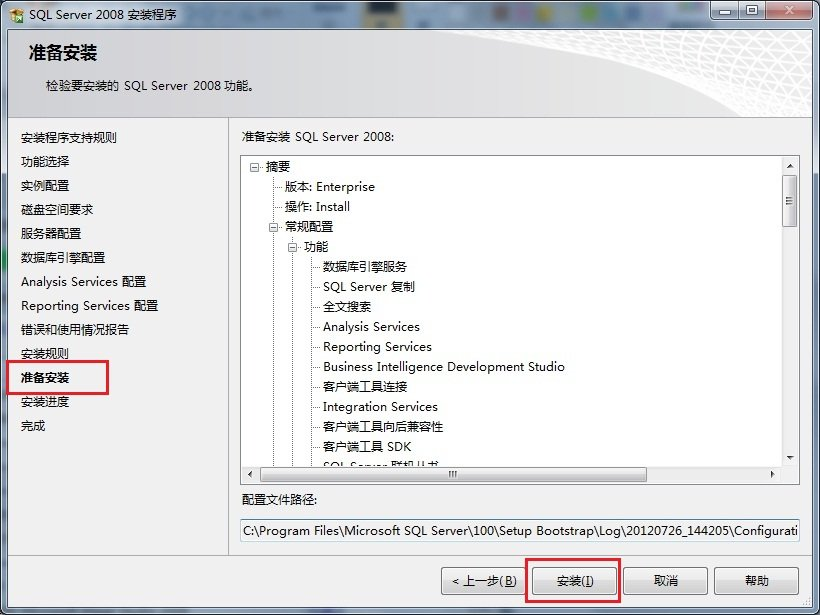 SQL Server 2008 安装程序
准备安装
检验要安装的 SQL Server 2008 功能。
安装程序支持规则
功能选择
实例配置
磁盘空间要求
服务器配置
数据库引擎配置
Analysis Services 配置
Reporting Services 配置
错误和使用情况报告
安装规则
准备安装
安装进度
完成
准备安装 SQL Server 2008:
摘要
版本: Enterprise
操作: Install
常规配置
功能
数据库引擎服务
SQL Server 复制
全文搜索
Analysis Services
Reporting Services
Business Intelligence Development Studio
客户端工具连接
Integration Services
客户端工具向后兼容性
客户端工具 SDK
SQL Server 联机丛书
配置文件路径:
C:\Program Files\Microsoft SQL Server\100\Setup Bootstrap\Log\20120726_144205\Configurati
< 上一步(B)
安装(I)
取消
帮助